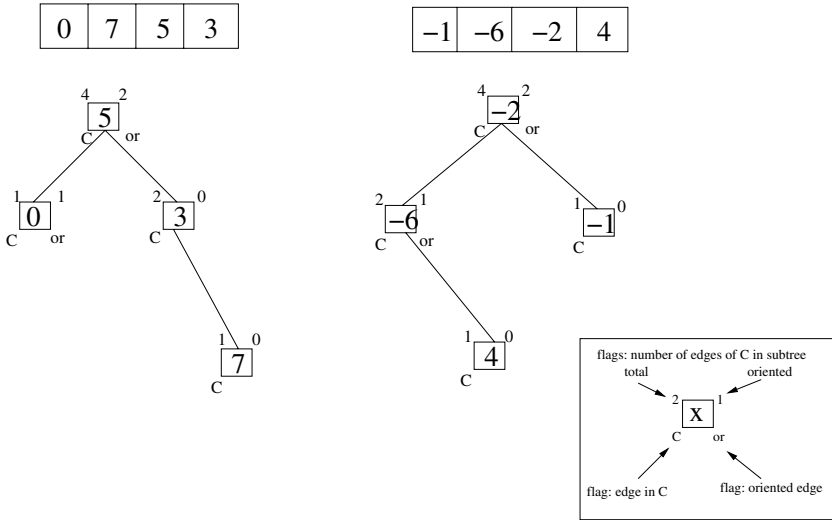 0 7 5 3
−1 −6 −2 4
4 2
5
C or
1 1
0
C or
2 0
3
C
1 0
7
C
4 2
−2
C or
2 1
−6
C or
1 0
−1
C
1 0
4
C
flags: number of edges of C in subtree
total oriented
2 1
X
C or
flag: edge in C flag: oriented edge